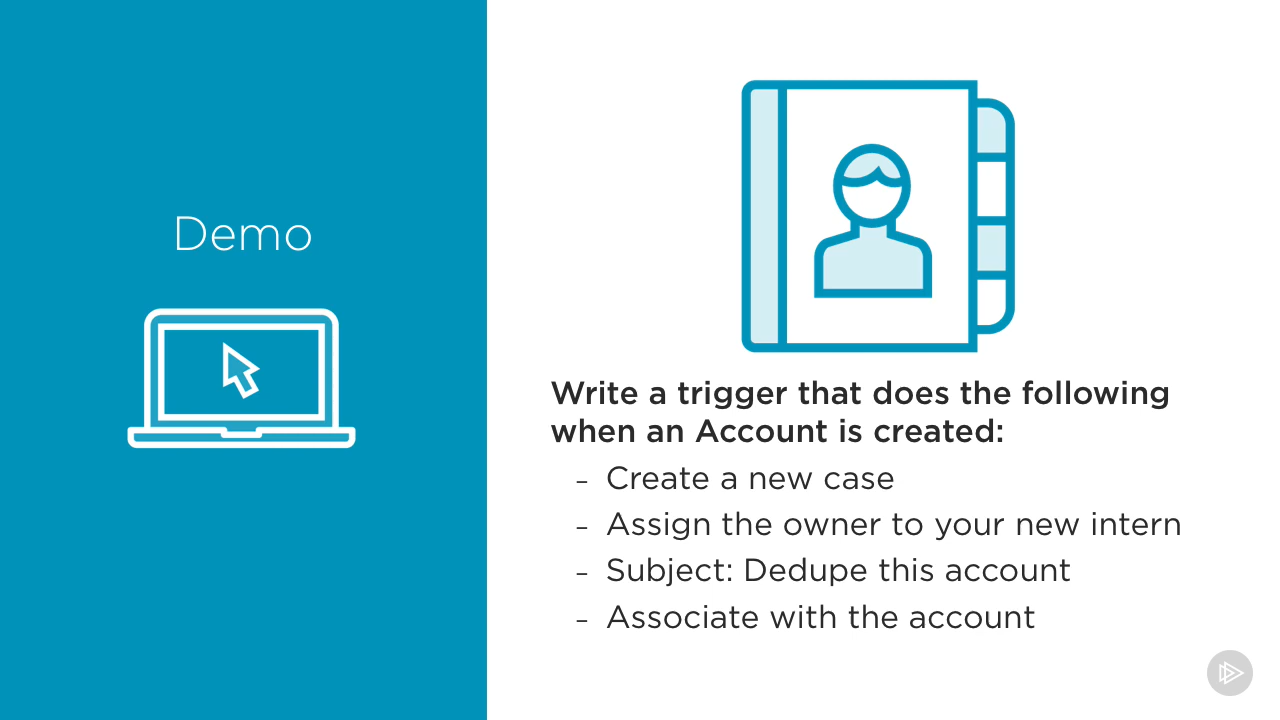 Demo
Write a trigger that does the following
when an Account is created:
– Create a new case
– Assign the owner to your new intern
– Subject: Dedupe this account
– Associate with the account